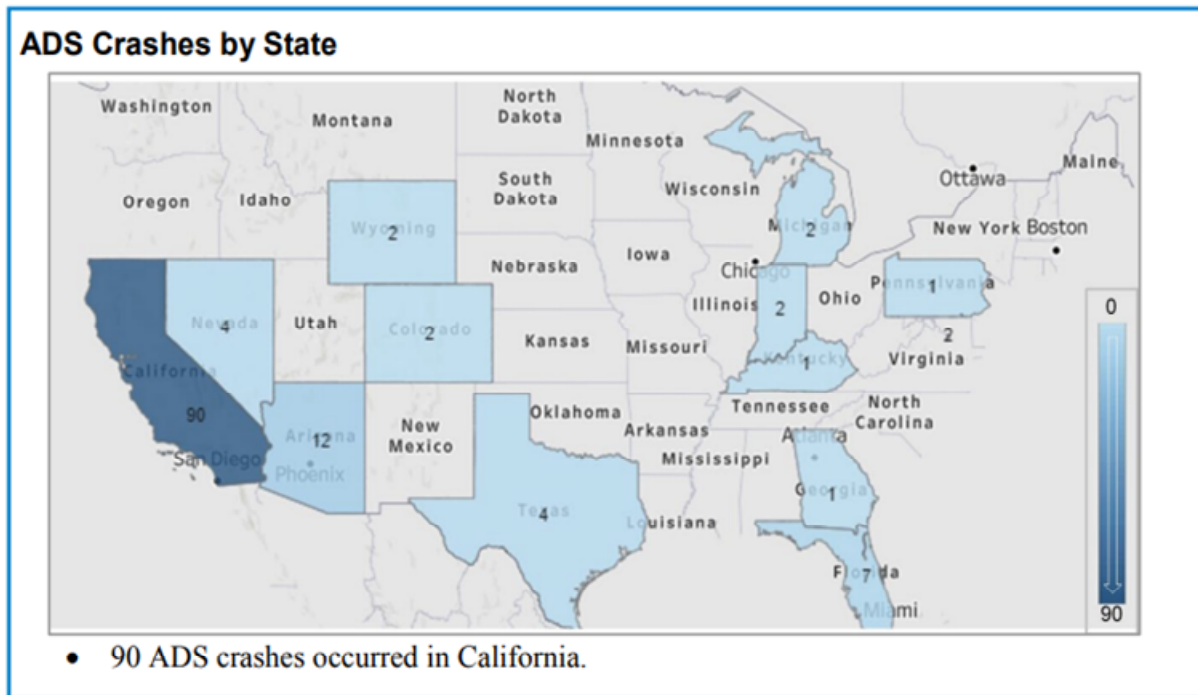 ADS Crashes by State
Washington
Montana
North
Dakota
Minnesota
Maine
Ottawa
Oregon
Idaho
South
Dakota
Wisconsin
Michigan
2
New York
Boston
Wyoming
2
Iowa
Chicago
Nebraska
Pennsylvania
1
Illinois
2
Ohio
0
Nevada
4
Utah
Colorado
2
Kansas
Missouri
Kentucky
1
2
Virginia
California
90
Arizona
12
New
Mexico
Oklahoma
Arkansas
Tennessee
North
Carolina
Atlanta
San Diego
Phoenix
Mississippi
Georgia
1
Texas
4
Louisiana
Florida
7
Miami
90
• 90 ADS crashes occurred in California.